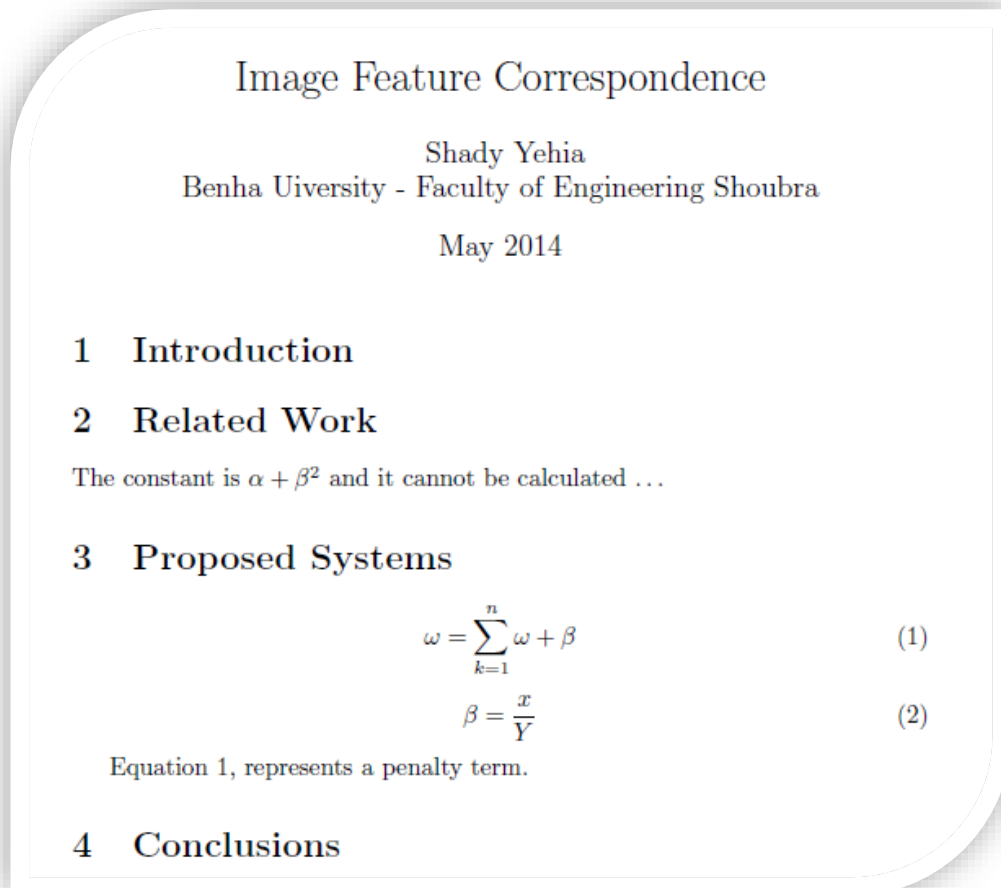 Image Feature Correspondence
Shady Yehia
Benha Uiversity - Faculty of Engineering Shoubra
May 2014
1 Introduction
2 Related Work
The constant is α + β² and it cannot be calculated ...
3 Proposed Systems
ω = ∑ₖ₌₁ⁿ ω + β (1)
β = x/Y (2)
Equation 1, represents a penalty term.
4 Conclusions